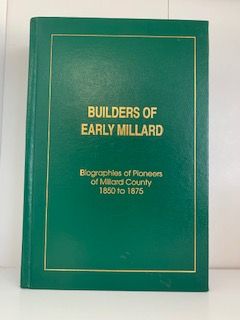 BUILDERS OF
EARLY MILLARD
Biographies of Pioneers
of Millard County
1850 to 1875